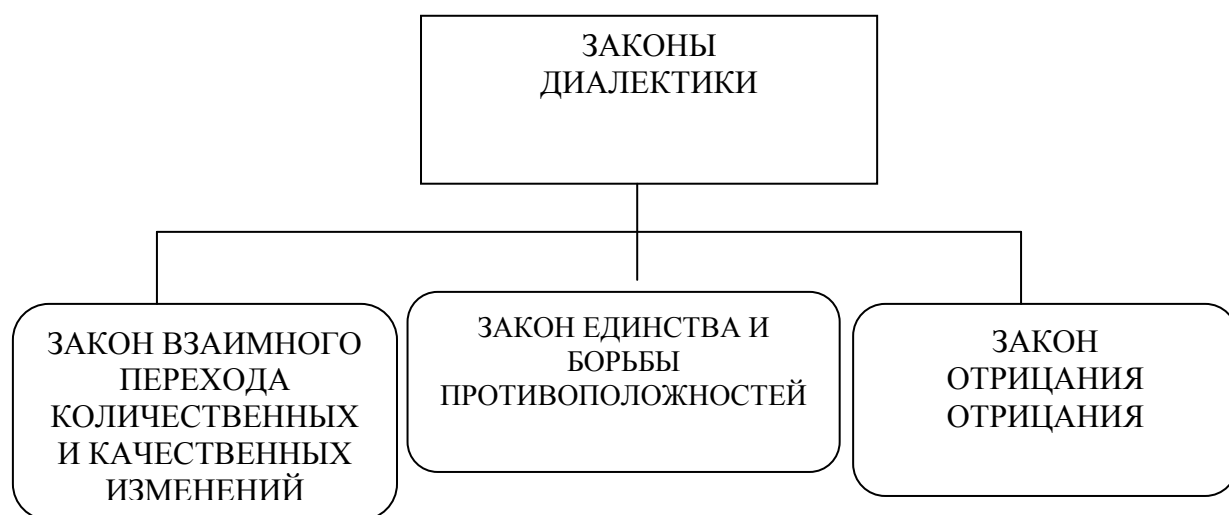 ЗАКОНЫ
ДИАЛЕКТИКИ
ЗАКОН ВЗАИМНОГО
ПЕРЕХОДА
КОЛИЧЕСТВЕННЫХ
И КАЧЕСТВЕННЫХ
ИЗМЕНЕНИЙ
ЗАКОН ЕДИНСТВА И
БОРЬБЫ
ПРОТИВОПОЛОЖНОСТЕЙ
ЗАКОН
ОТРИЦАНИЯ
ОТРИЦАНИЯ